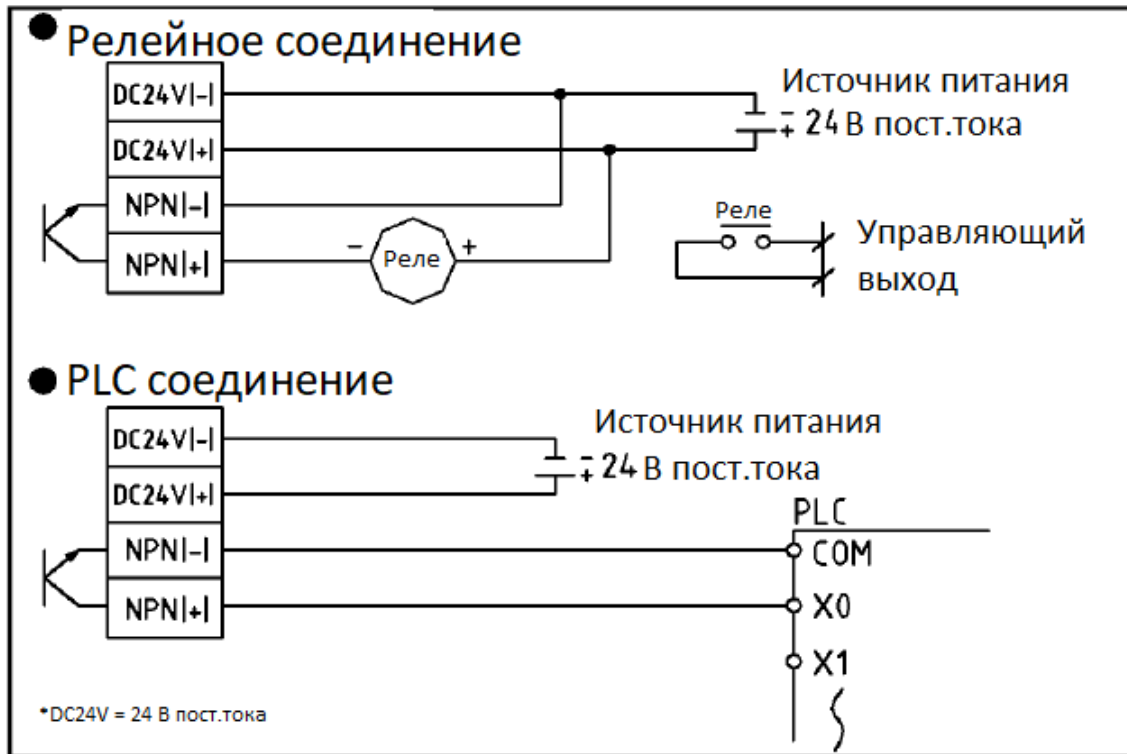 Релейное соединение
DC24V|-|
DC24V|+|
NPN|-|
NPN|+|
Источник питания
- + 24 В пост.тока
- Реле +
Реле
Управляющий
выход
PLC соединение
DC24V|-|
DC24V|+|
NPN|-|
NPN|+|
Источник питания
- + 24 В пост.тока
PLC
COM
X0
X1
*DC24V = 24 В пост.тока